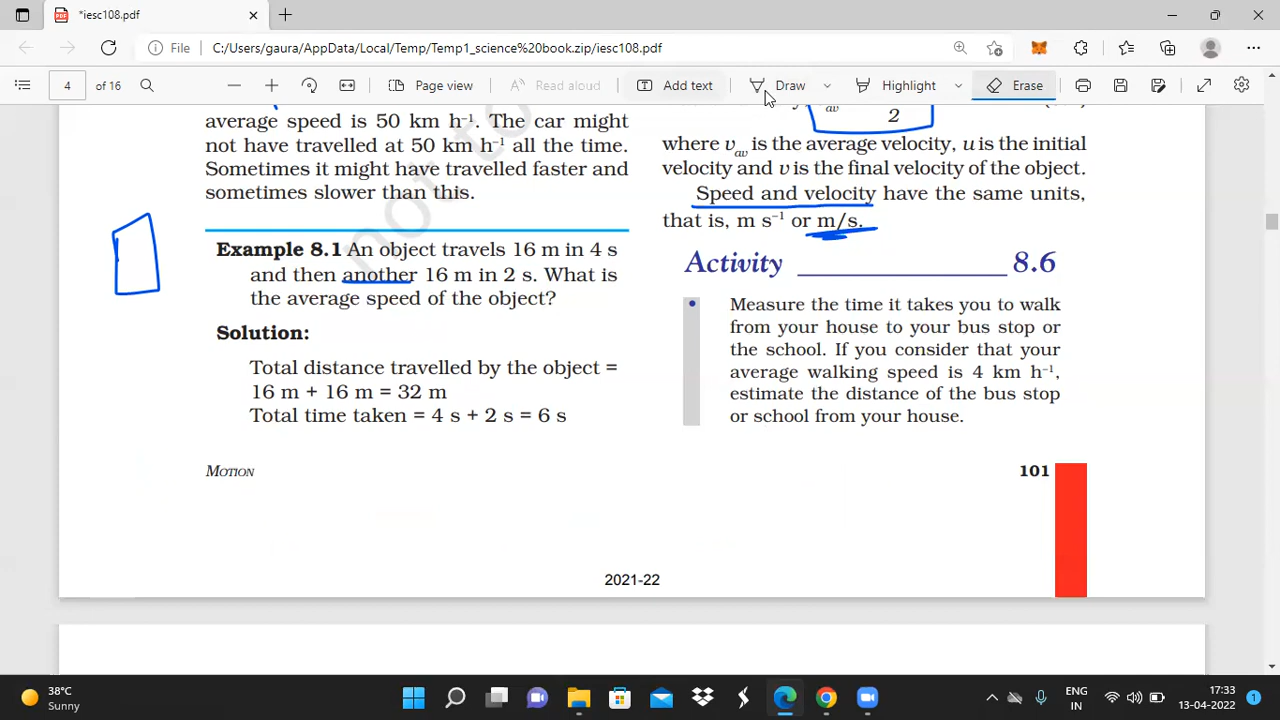 *iesc108.pdf
File C:/Users/gaura/AppData/Local/Temp/Temp1_science%20book.zip/iesc108.pdf
4 of 16 Page view Read aloud Add text Draw Highlight Erase
average speed is 50 km h⁻¹. The car might
not have travelled at 50 km h⁻¹ all the time.
Sometimes it might have travelled faster and
sometimes slower than this.
Example 8.1 An object travels 16 m in 4 s
and then another 16 m in 2 s. What is
the average speed of the object?
Solution:
Total distance travelled by the object =
16 m + 16 m = 32 m
Total time taken = 4 s + 2 s = 6 s
MOTION
av 2
where vav is the average velocity, u is the initial
velocity and v is the final velocity of the object.
Speed and velocity have the same units,
that is, m s⁻¹ or m/s.
Activity 8.6
• Measure the time it takes you to walk
from your house to your bus stop or
the school. If you consider that your
average walking speed is 4 km h⁻¹,
estimate the distance of the bus stop
or school from your house.
101
not to
2021-22
38°C
Sunny
ENG
IN
17:33
13-04-2022
1